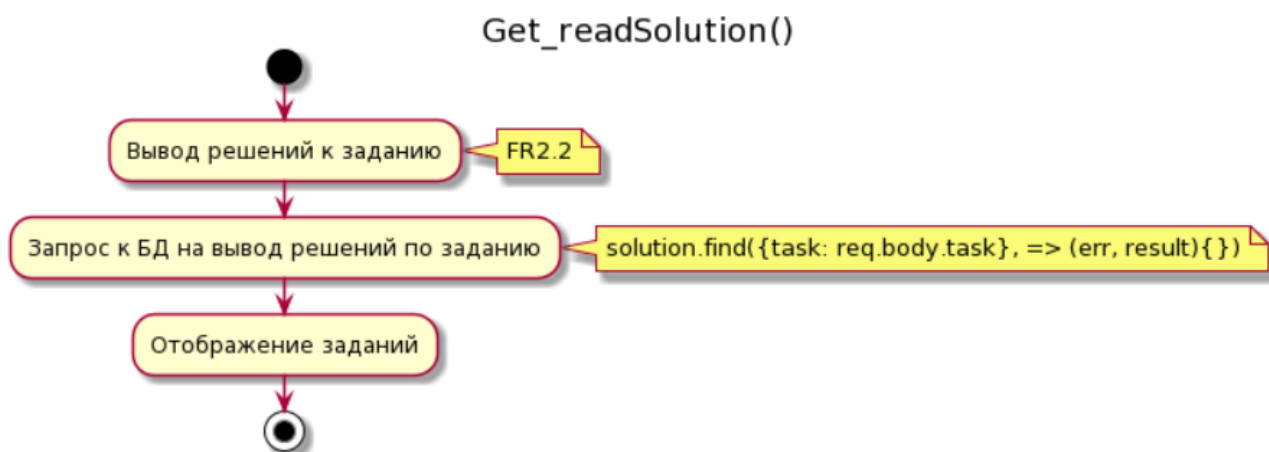 Get_readSolution()
Вывод решений к заданию
FR2.2
Запрос к БД на вывод решений по заданию
solution.find({task: req.body.task}, => (err, result){})
Отображение заданий